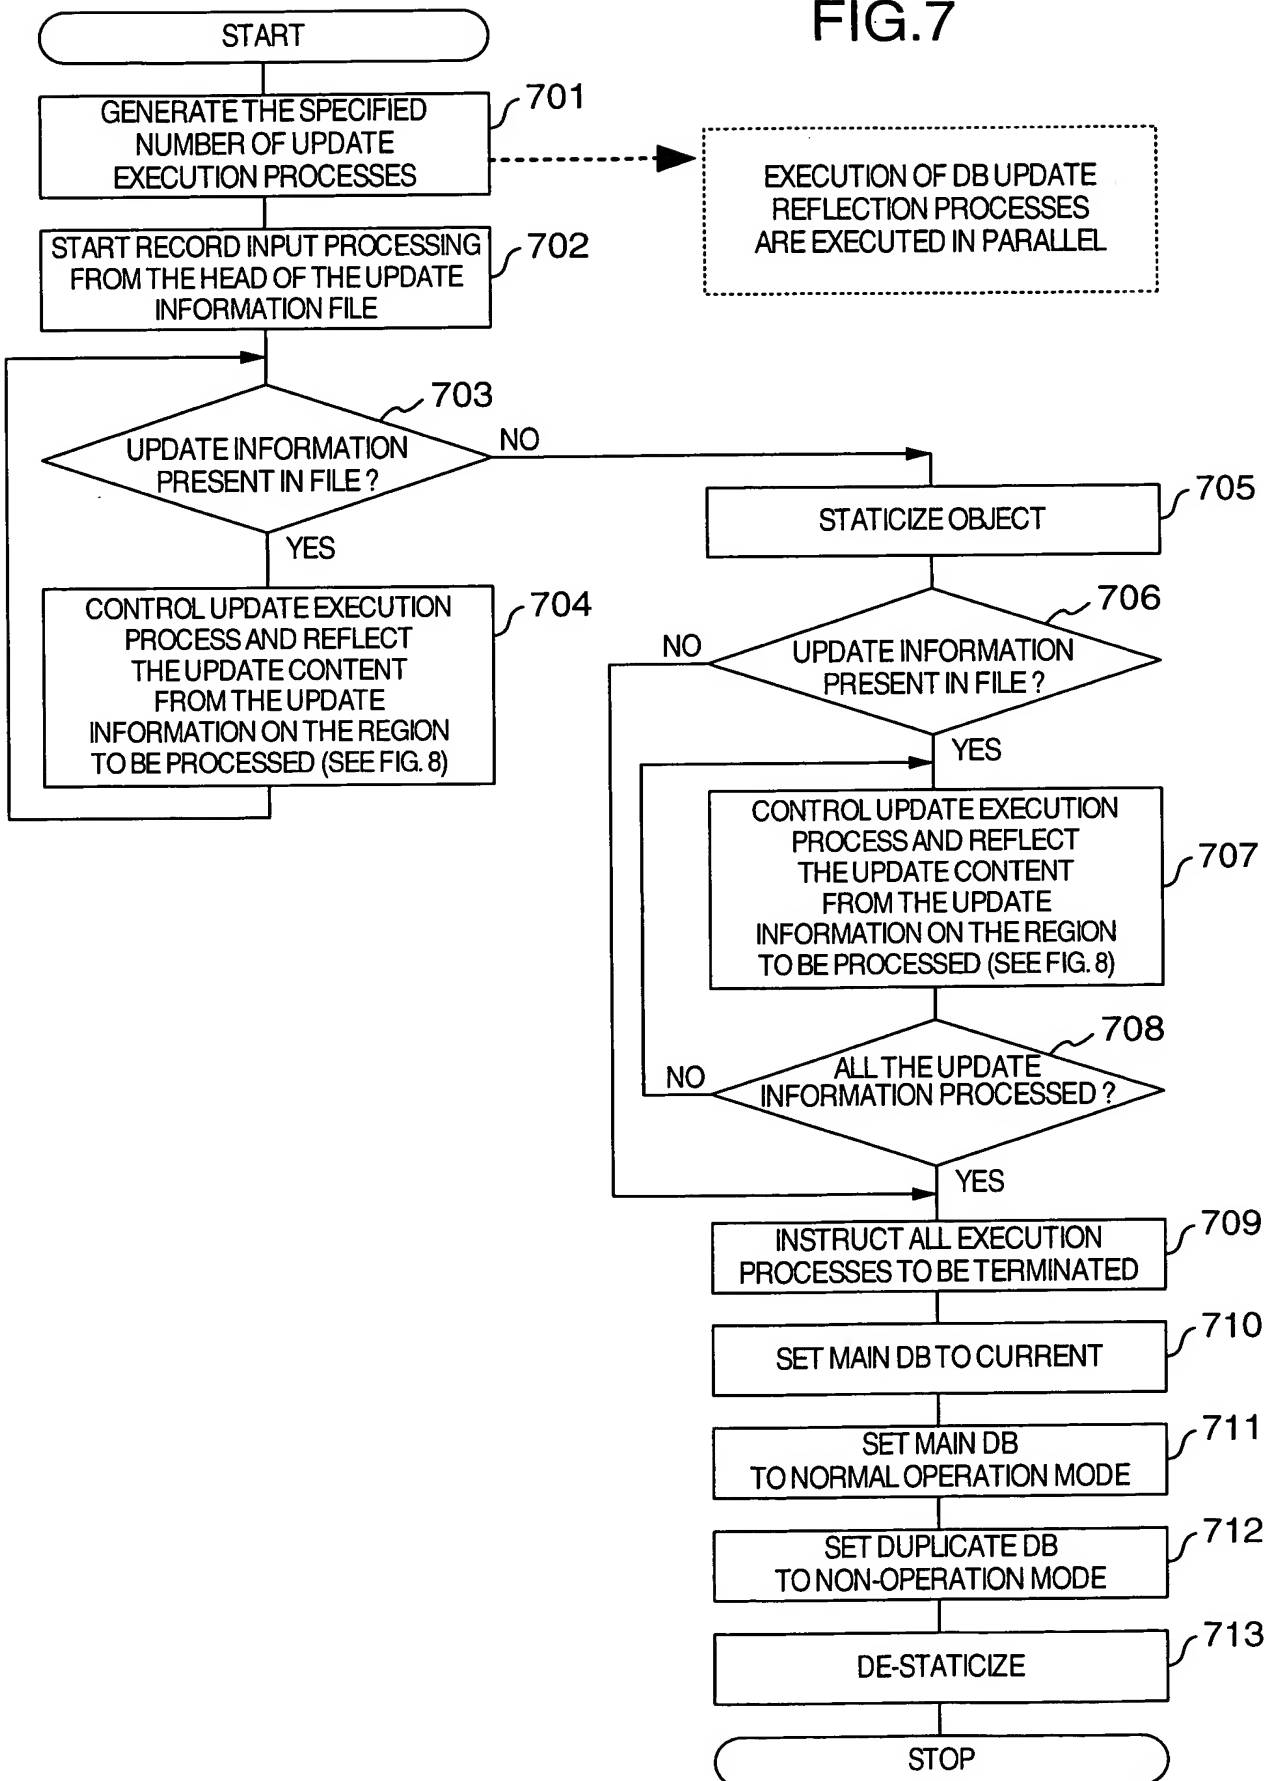 FIG.7
START
GENERATE THE SPECIFIED
NUMBER OF UPDATE
EXECUTION PROCESSES
701
EXECUTION OF DB UPDATE
REFLECTION PROCESSES
ARE EXECUTED IN PARALLEL
START RECORD INPUT PROCESSING
FROM THE HEAD OF THE UPDATE
INFORMATION FILE
702
703
UPDATE INFORMATION
PRESENT IN FILE ?
NO
YES
CONTROL UPDATE EXECUTION
PROCESS AND REFLECT
THE UPDATE CONTENT
FROM THE UPDATE
INFORMATION ON THE REGION
TO BE PROCESSED (SEE FIG. 8)
704
STATICIZE OBJECT
705
706
UPDATE INFORMATION
PRESENT IN FILE ?
NO
YES
CONTROL UPDATE EXECUTION
PROCESS AND REFLECT
THE UPDATE CONTENT
FROM THE UPDATE
INFORMATION ON THE REGION
TO BE PROCESSED (SEE FIG. 8)
707
708
ALL THE UPDATE
INFORMATION PROCESSED ?
NO
YES
INSTRUCT ALL EXECUTION
PROCESSES TO BE TERMINATED
709
SET MAIN DB TO CURRENT
710
SET MAIN DB
TO NORMAL OPERATION MODE
711
SET DUPLICATE DB
TO NON-OPERATION MODE
712
DE-STATICIZE
713
STOP